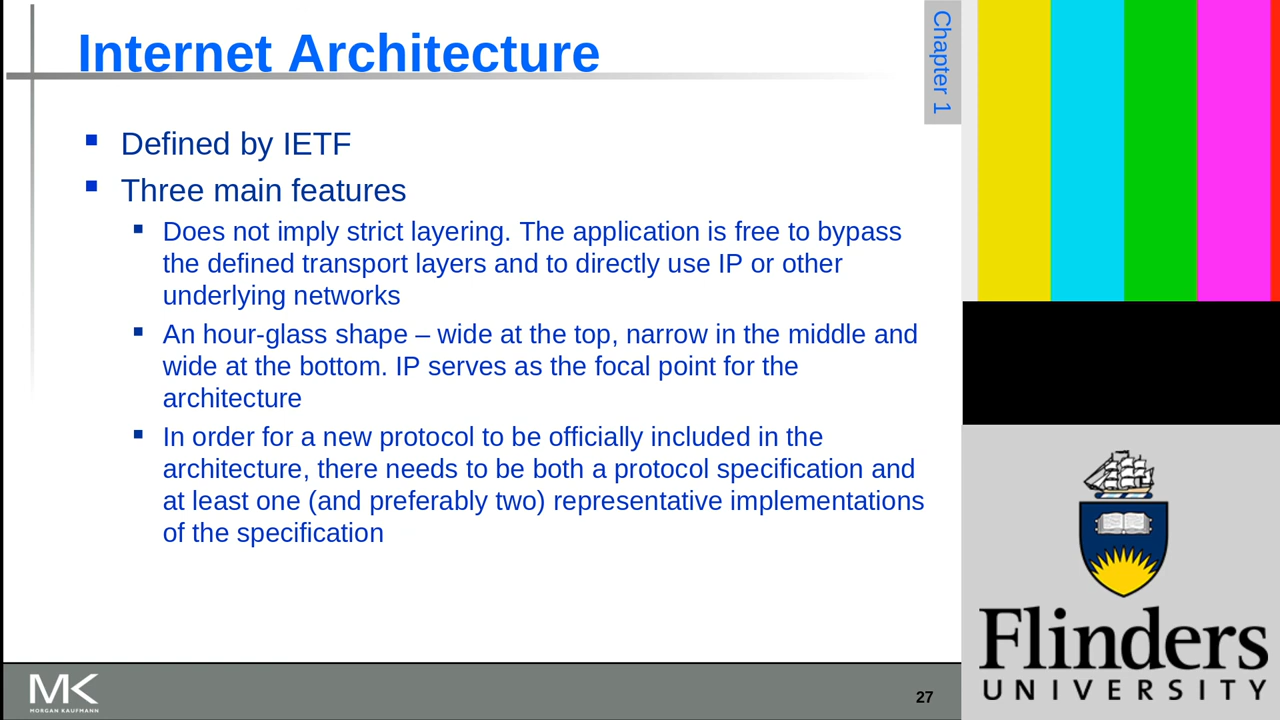 Internet Architecture
Chapter 1
Defined by IETF
Three main features
Does not imply strict layering. The application is free to bypass
the defined transport layers and to directly use IP or other
underlying networks
An hour-glass shape – wide at the top, narrow in the middle and
wide at the bottom. IP serves as the focal point for the
architecture
In order for a new protocol to be officially included in the
architecture, there needs to be both a protocol specification and
at least one (and preferably two) representative implementations
of the specification
MK
MORGAN KAUFMANN
27
Flinders
UNIVERSITY